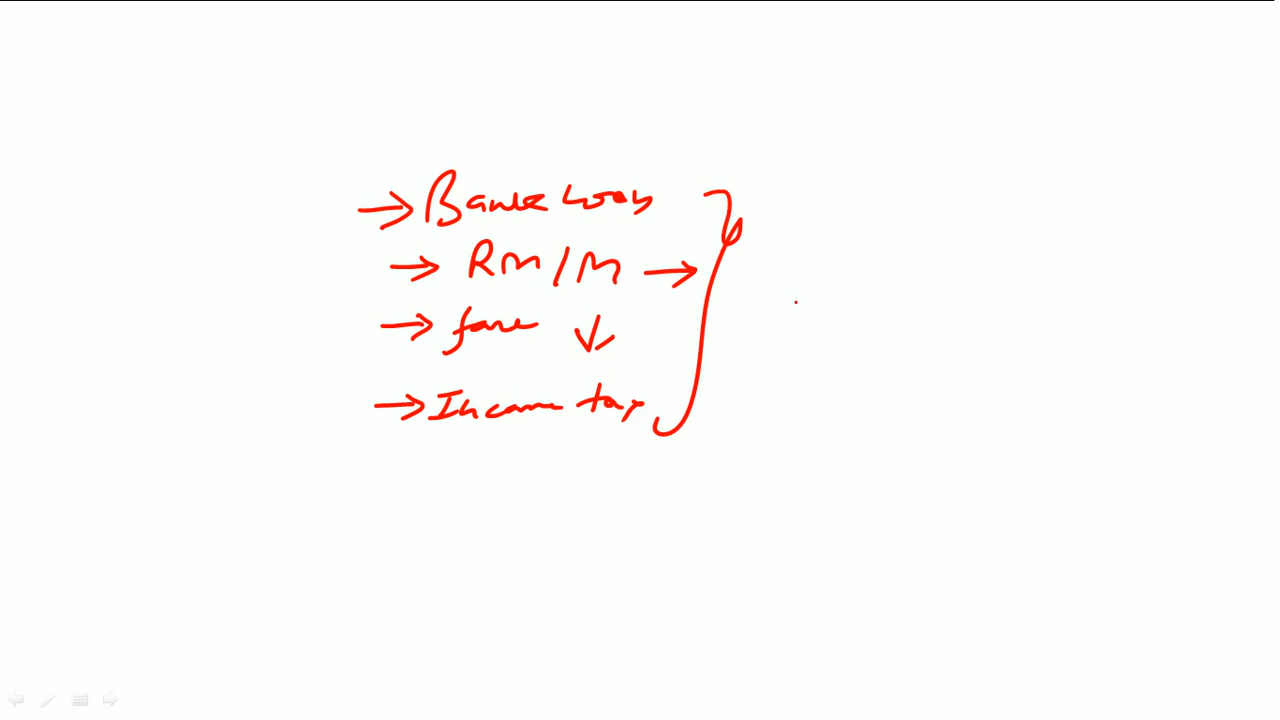 → Bank loan
→ RM/M →
→ fare ↓
→ Income tax